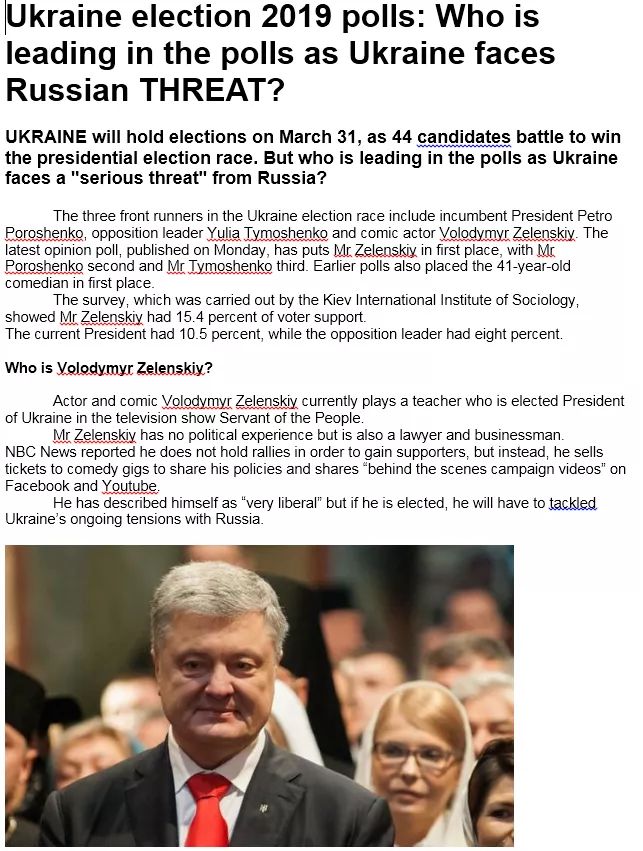 Ukraine election 2019 polls: Who is
leading in the polls as Ukraine faces
Russian THREAT?
UKRAINE will hold elections on March 31, as 44 candidates battle to win
the presidential election race. But who is leading in the polls as Ukraine
faces a "serious threat" from Russia?
The three front runners in the Ukraine election race include incumbent President Petro
Poroshenko, opposition leader Yulia Tymoshenko and comic actor Volodymyr Zelenskiy. The
latest opinion poll, published on Monday, has puts Mr Zelenskiy in first place, with Mr
Poroshenko second and Mr Tymoshenko third. Earlier polls also placed the 41-year-old
comedian in first place.
The survey, which was carried out by the Kiev International Institute of Sociology,
showed Mr Zelenskiy had 15.4 percent of voter support.
The current President had 10.5 percent, while the opposition leader had eight percent.
Who is Volodymyr Zelenskiy?
Actor and comic Volodymyr Zelenskiy currently plays a teacher who is elected President
of Ukraine in the television show Servant of the People.
Mr Zelenskiy has no political experience but is also a lawyer and businessman.
NBC News reported he does not hold rallies in order to gain supporters, but instead, he sells
tickets to comedy gigs to share his policies and shares “behind the scenes campaign videos” on
Facebook and Youtube.
He has described himself as “very liberal” but if he is elected, he will have to tackled
Ukraine’s ongoing tensions with Russia.